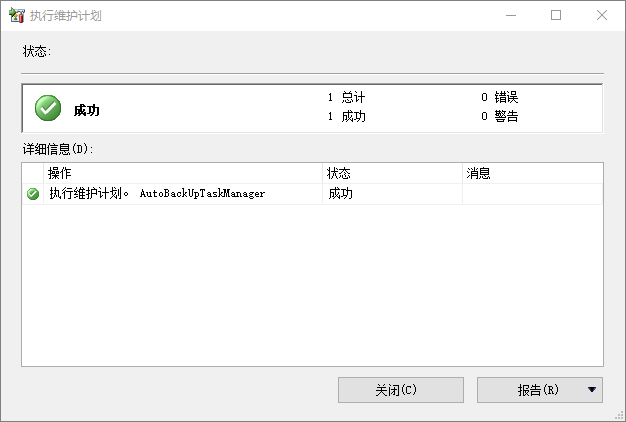 执行维护计划
状态:
成功
1 总计
0 错误
1 成功
0 警告
详细信息(D):
操作 状态 消息
执行维护计划。 AutoBackUpTaskManager 成功
关闭(C) 报告(R)